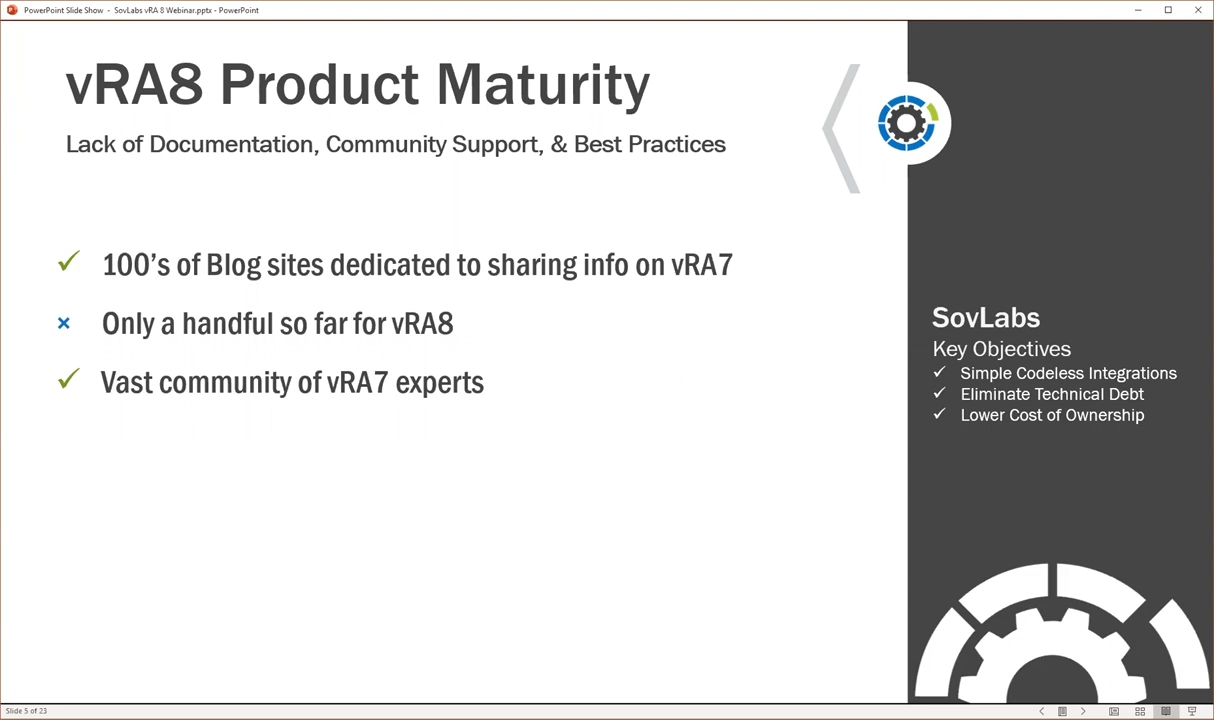 PowerPoint Slide Show - SovLabs vRA 8 Webinar.pptx - PowerPoint
vRA8 Product Maturity
Lack of Documentation, Community Support, & Best Practices
✓ 100’s of Blog sites dedicated to sharing info on vRA7
× Only a handful so far for vRA8
✓ Vast community of vRA7 experts
SovLabs
Key Objectives
✓ Simple Codeless Integrations
✓ Eliminate Technical Debt
✓ Lower Cost of Ownership
Slide 5 of 23